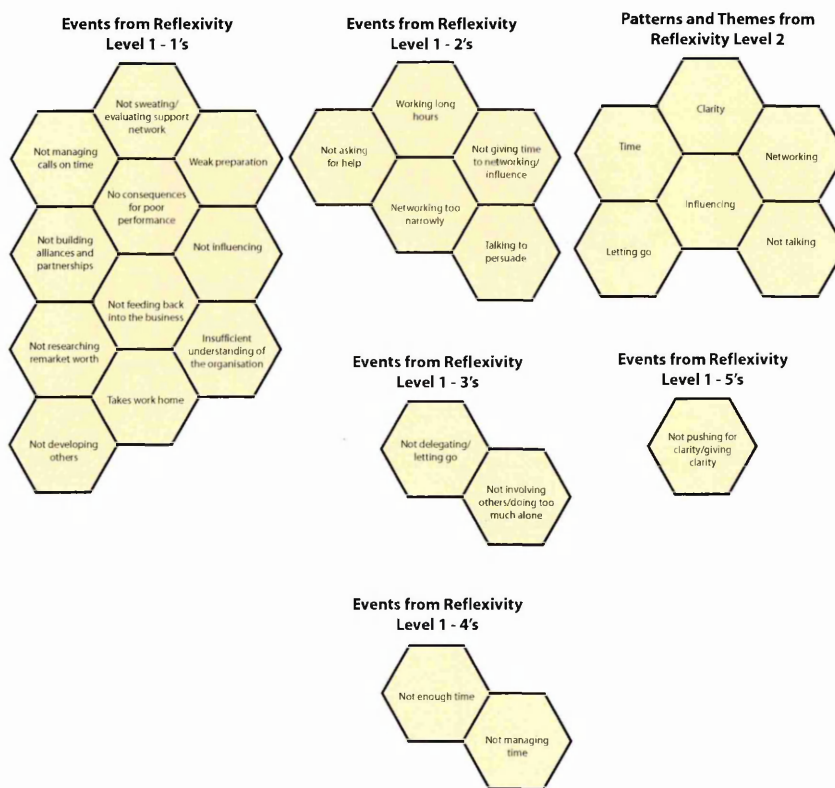 Events from Reflexivity
Level 1 - 1's
Not sweating/
evaluating support
network
Not managing
calls on time
Weak preparation
No consequences
for poor
performance
Not building
alliances and
partnerships
Not influencing
Not feeding back
into the business
Not researching
remarket worth
Insufficient
understanding of
the organisation
Takes work home
Not developing
others
Events from Reflexivity
Level 1 - 2's
Working long
hours
Not asking
for help
Not giving time
to networking/
influence
Networking too
narrowly
Talking to
persuade
Patterns and Themes from
Reflexivity Level 2
Clarity
Time
Networking
Influencing
Letting go
Not talking
Events from Reflexivity
Level 1 - 3's
Not delegating/
letting go
Not involving
others/doing too
much alone
Events from Reflexivity
Level 1 - 5's
Not pushing for
clarity/giving
clarity
Events from Reflexivity
Level 1 - 4's
Not enough time
Not managing
time